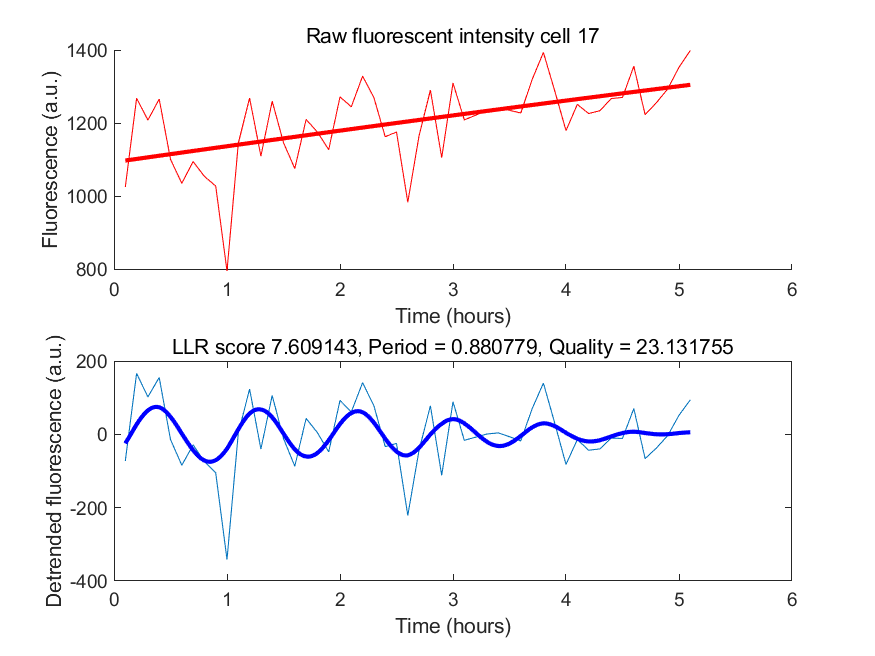 Raw fluorescent intensity cell 17
1400
1200
1000
800
Fluorescence (a.u.)
0 1 2 3 4 5 6
Time (hours)
LLR score 7.609143, Period = 0.880779, Quality = 23.131755
200
0
-200
-400
Detrended fluorescence (a.u.)
0 1 2 3 4 5 6
Time (hours)